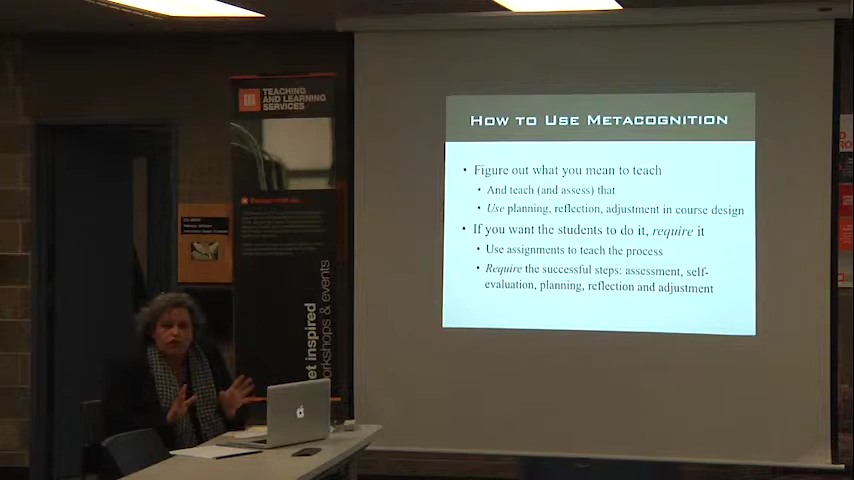 TEACHING
AND LEARNING
SERVICES
et inspired
orkshops & events
HOW TO USE METACOGNITION
• Figure out what you mean to teach
• And teach (and assess) that
• Use planning, reflection, adjustment in course design
• If you want the students to do it, require it
• Use assignments to teach the process
• Require the successful steps: assessment, self-
evaluation, planning, reflection and adjustment